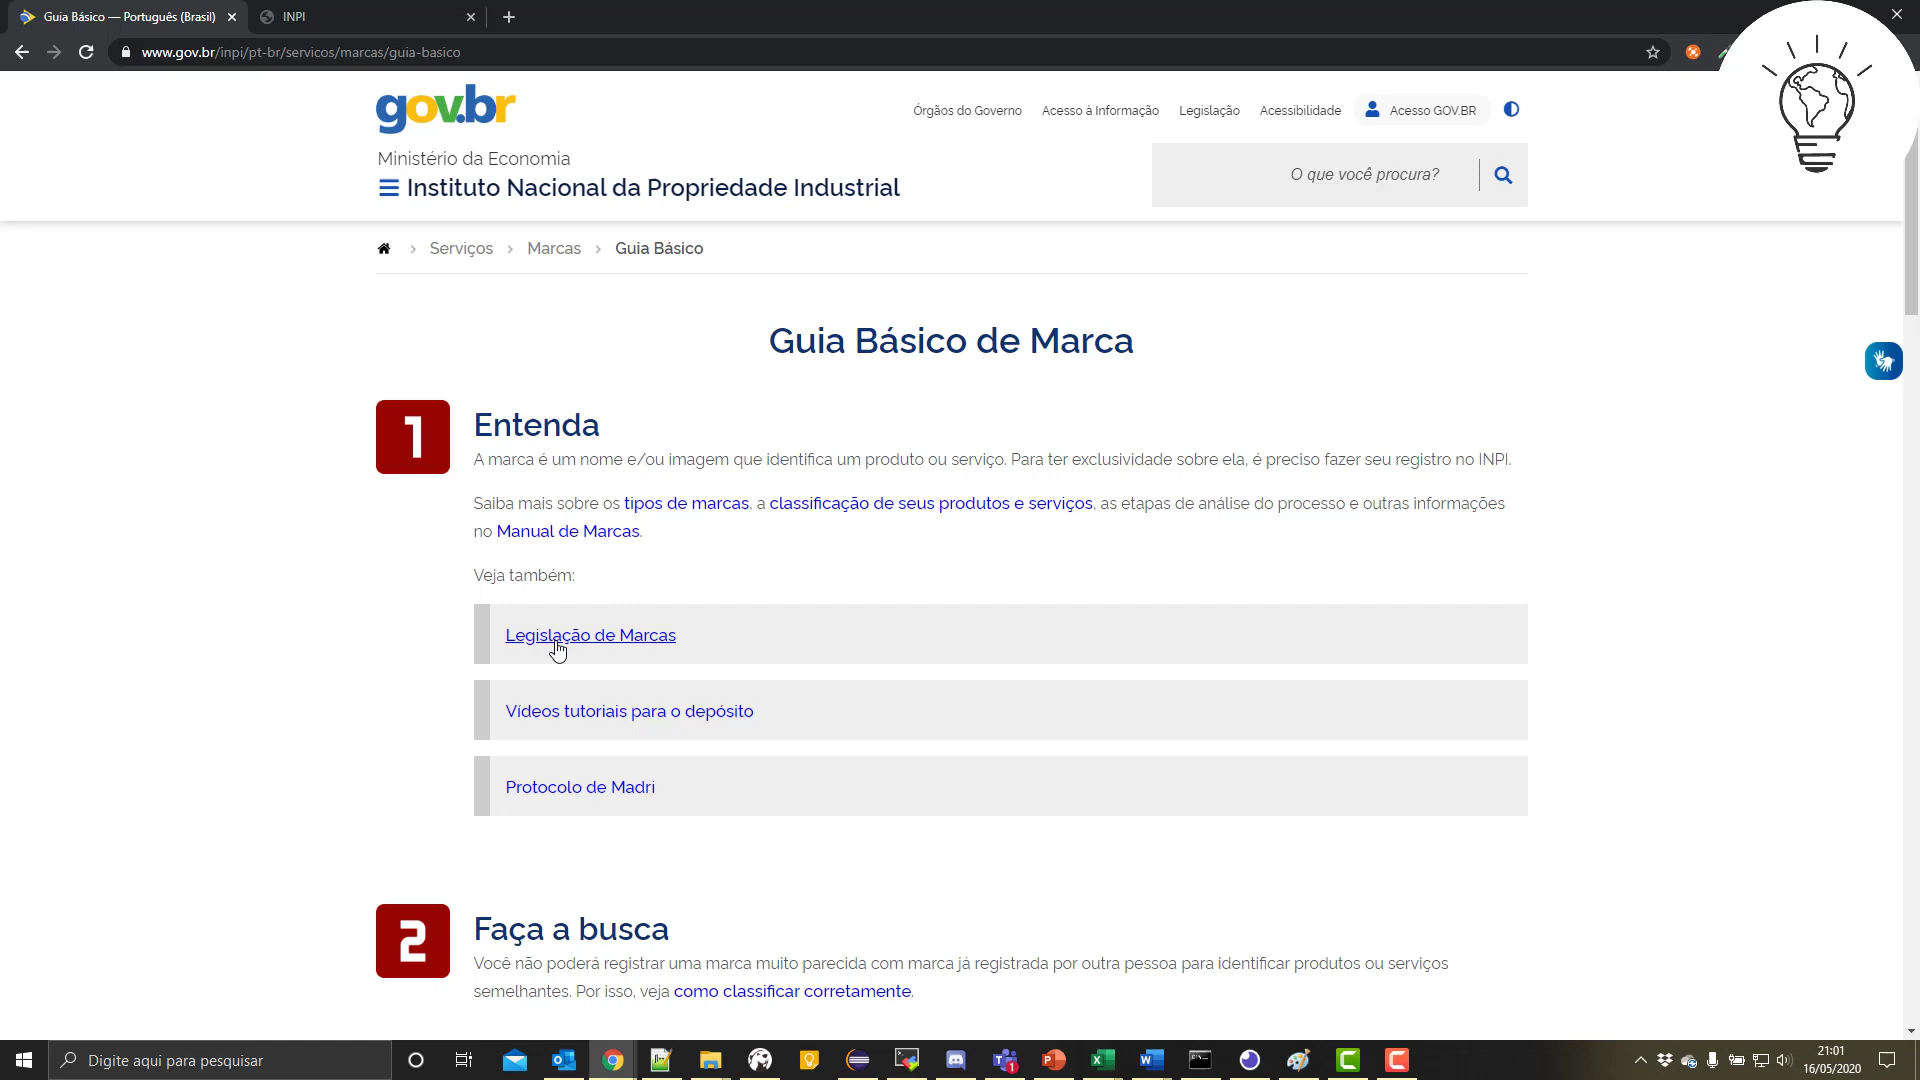 Guia Básico — Português (Brasil)
INPI
www.gov.br/inpi/pt-br/servicos/marcas/guia-basico
gov.br
Órgãos do Governo
Acesso à Informação
Legislação
Acessibilidade
Acesso GOV.BR
Ministério da Economia
Instituto Nacional da Propriedade Industrial
O que você procura?
Serviços
Marcas
Guia Básico
Guia Básico de Marca
1
Entenda
A marca é um nome e/ou imagem que identifica um produto ou serviço. Para ter exclusividade sobre ela, é preciso fazer seu registro no INPI.
Saiba mais sobre os tipos de marcas, a classificação de seus produtos e serviços, as etapas de análise do processo e outras informações
no Manual de Marcas.
Veja também:
Legislação de Marcas
Vídeos tutoriais para o depósito
Protocolo de Madri
2
Faça a busca
Você não poderá registrar uma marca muito parecida com marca já registrada por outra pessoa para identificar produtos ou serviços
semelhantes. Por isso, veja como classificar corretamente.
Digite aqui para pesquisar
21:01
16/05/2020